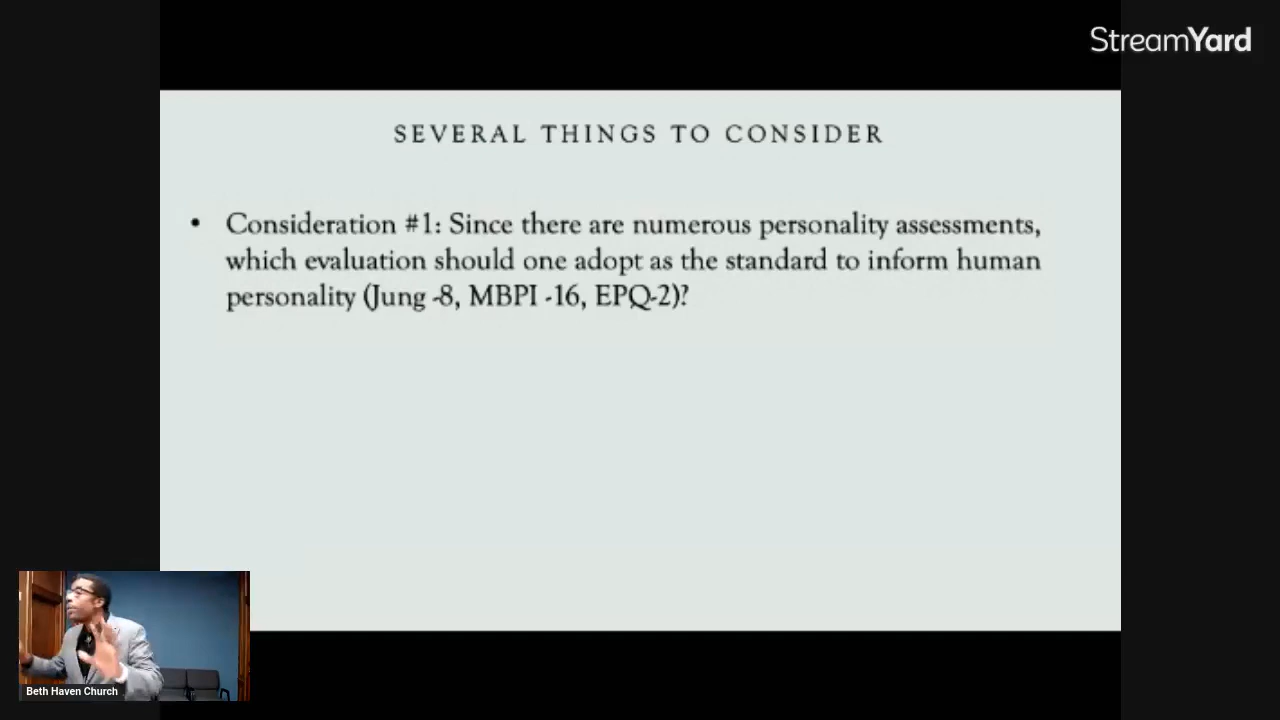 StreamYard
SEVERAL THINGS TO CONSIDER
• Consideration #1: Since there are numerous personality assessments,
which evaluation should one adopt as the standard to inform human
personality (Jung -8, MBPI -16, EPQ-2)?
Beth Haven Church